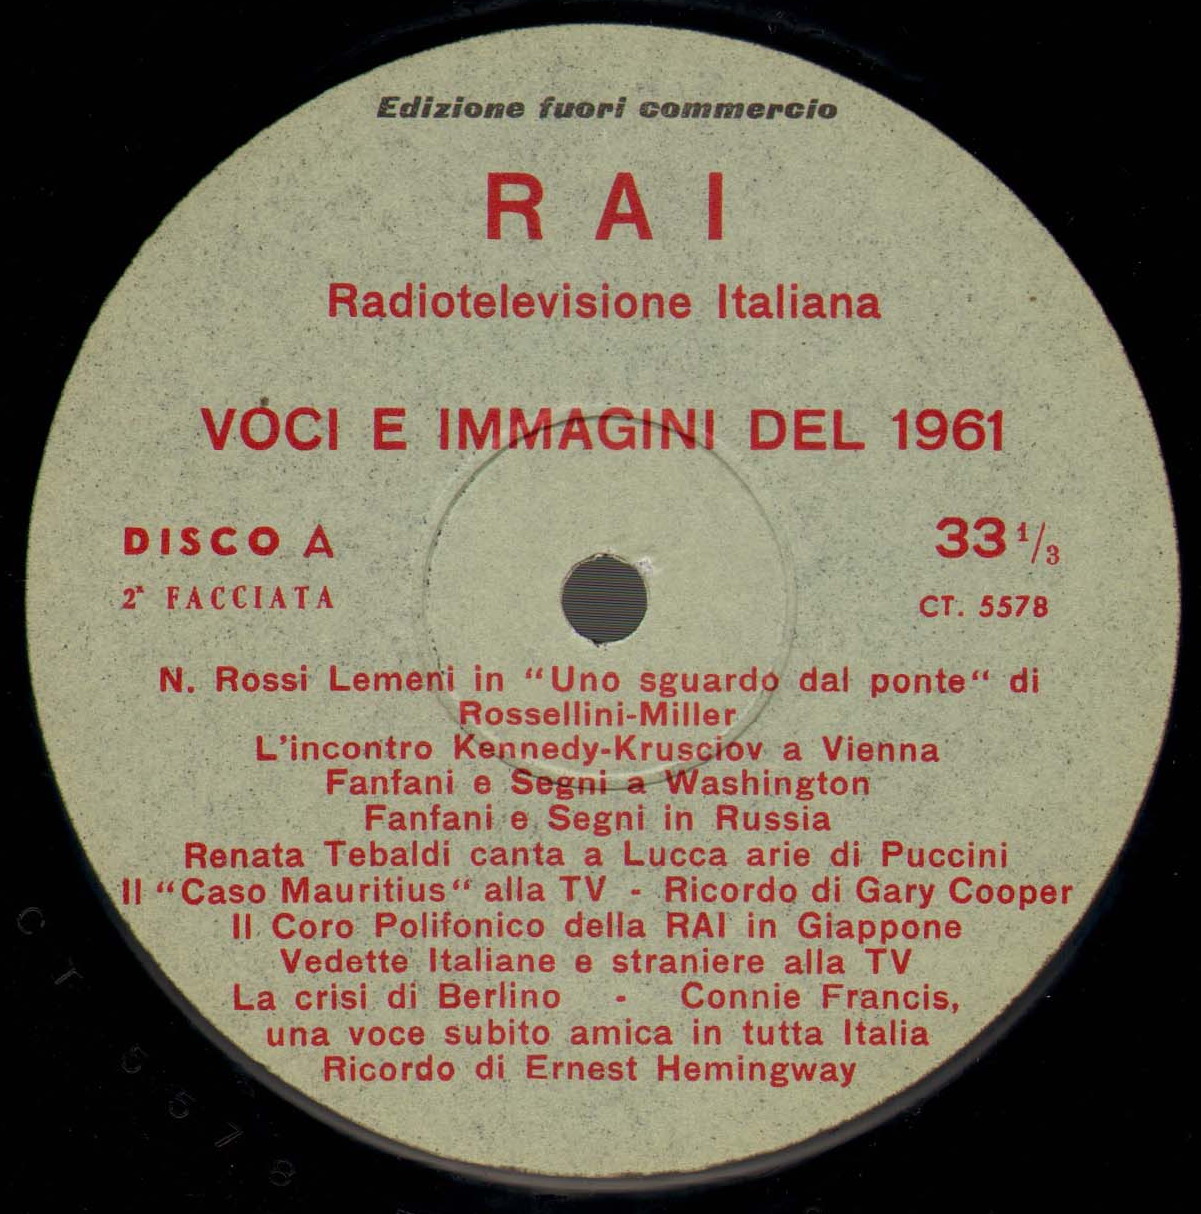 Edizione fuori commercio
R A I
Radiotelevisione Italiana
VOCI E IMMAGINI DEL 1961
DISCO A
2ª FACCIATA
33 1/3
CT. 5578
N. Rossi Lemeni in “Uno sguardo dal ponte“ di
Rossellini-Miller
L'incontro Kennedy-Krusciov a Vienna
Fanfani e Segni a Washington
Fanfani e Segni in Russia
Renata Tebaldi canta a Lucca arie di Puccini
Il “Caso Mauritius“ alla TV - Ricordo di Gary Cooper
Il Coro Polifonico della RAI in Giappone
Vedette Italiane e straniere alla TV
La crisi di Berlino - Connie Francis,
una voce subito amica in tutta Italia
Ricordo di Ernest Hemingway
CT 5578